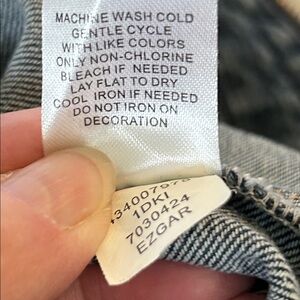 MACHINE WASH COLD
GENTLE CYCLE
WITH LIKE COLORS
ONLY NON-CHLORINE
BLEACH IF NEEDED
LAY FLAT TO DRY
COOL IRON IF NEEDED
DO NOT IRON ON
DECORATION
1DKI
7030424
EZGAR